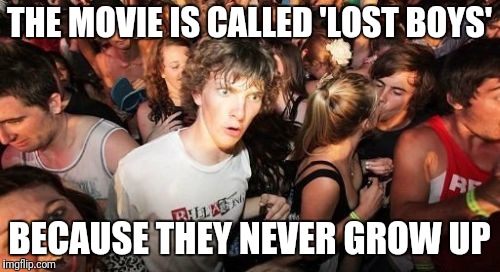 THE MOVIE IS CALLED 'LOST BOYS'
BECAUSE THEY NEVER GROW UP
imgflip.com